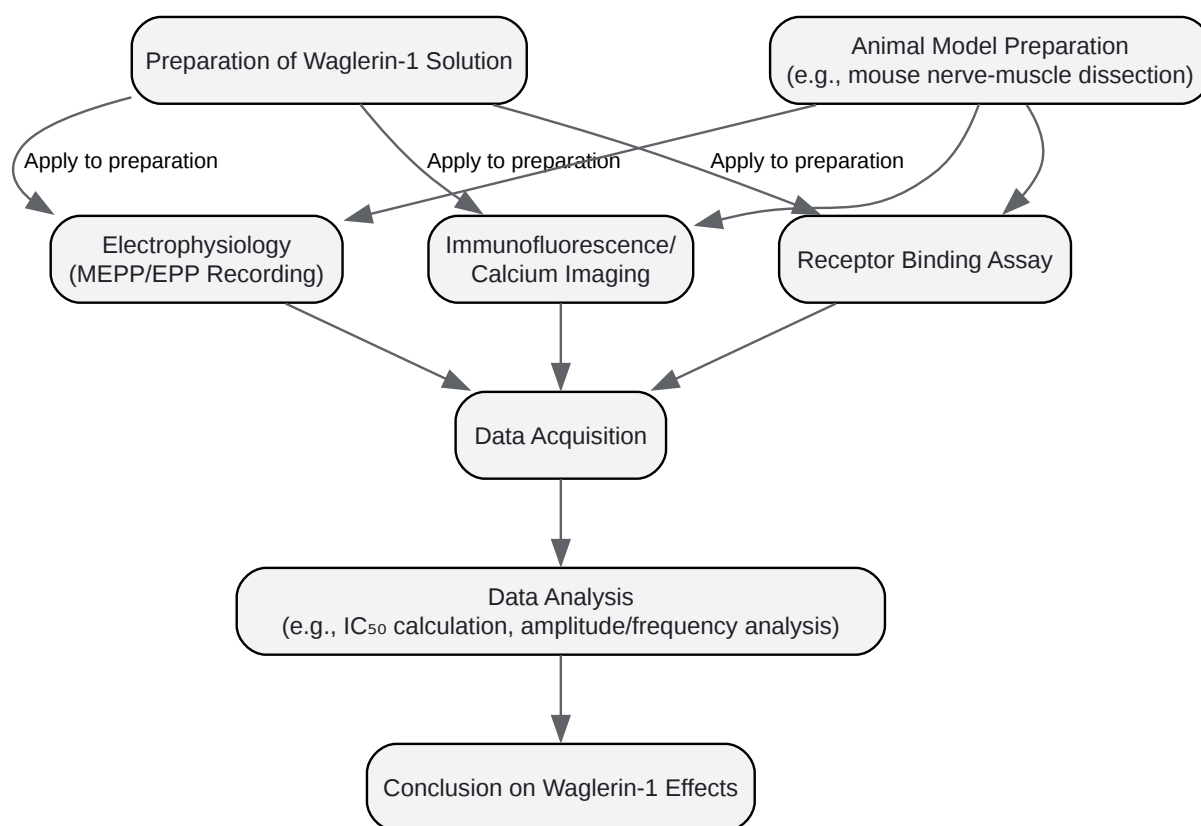 Preparation of Waglerin-1 Solution
Animal Model Preparation
(e.g., mouse nerve-muscle dissection)
Apply to preparation
Apply to preparation
Apply to preparation
Electrophysiology
(MEPP/EPP Recording)
Immunofluorescence/
Calcium Imaging
Receptor Binding Assay
Data Acquisition
Data Analysis
(e.g., IC₅₀ calculation, amplitude/frequency analysis)
Conclusion on Waglerin-1 Effects